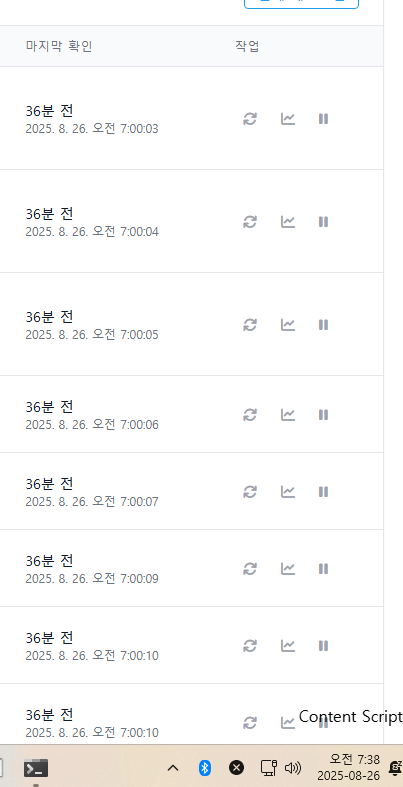 마지막 확인 작업
36분 전
2025. 8. 26. 오전 7:00:03
36분 전
2025. 8. 26. 오전 7:00:04
36분 전
2025. 8. 26. 오전 7:00:05
36분 전
2025. 8. 26. 오전 7:00:06
36분 전
2025. 8. 26. 오전 7:00:07
36분 전
2025. 8. 26. 오전 7:00:09
36분 전
2025. 8. 26. 오전 7:00:10
36분 전
2025. 8. 26. 오전 7:00:10
Content Script
오전 7:38
2025-08-26